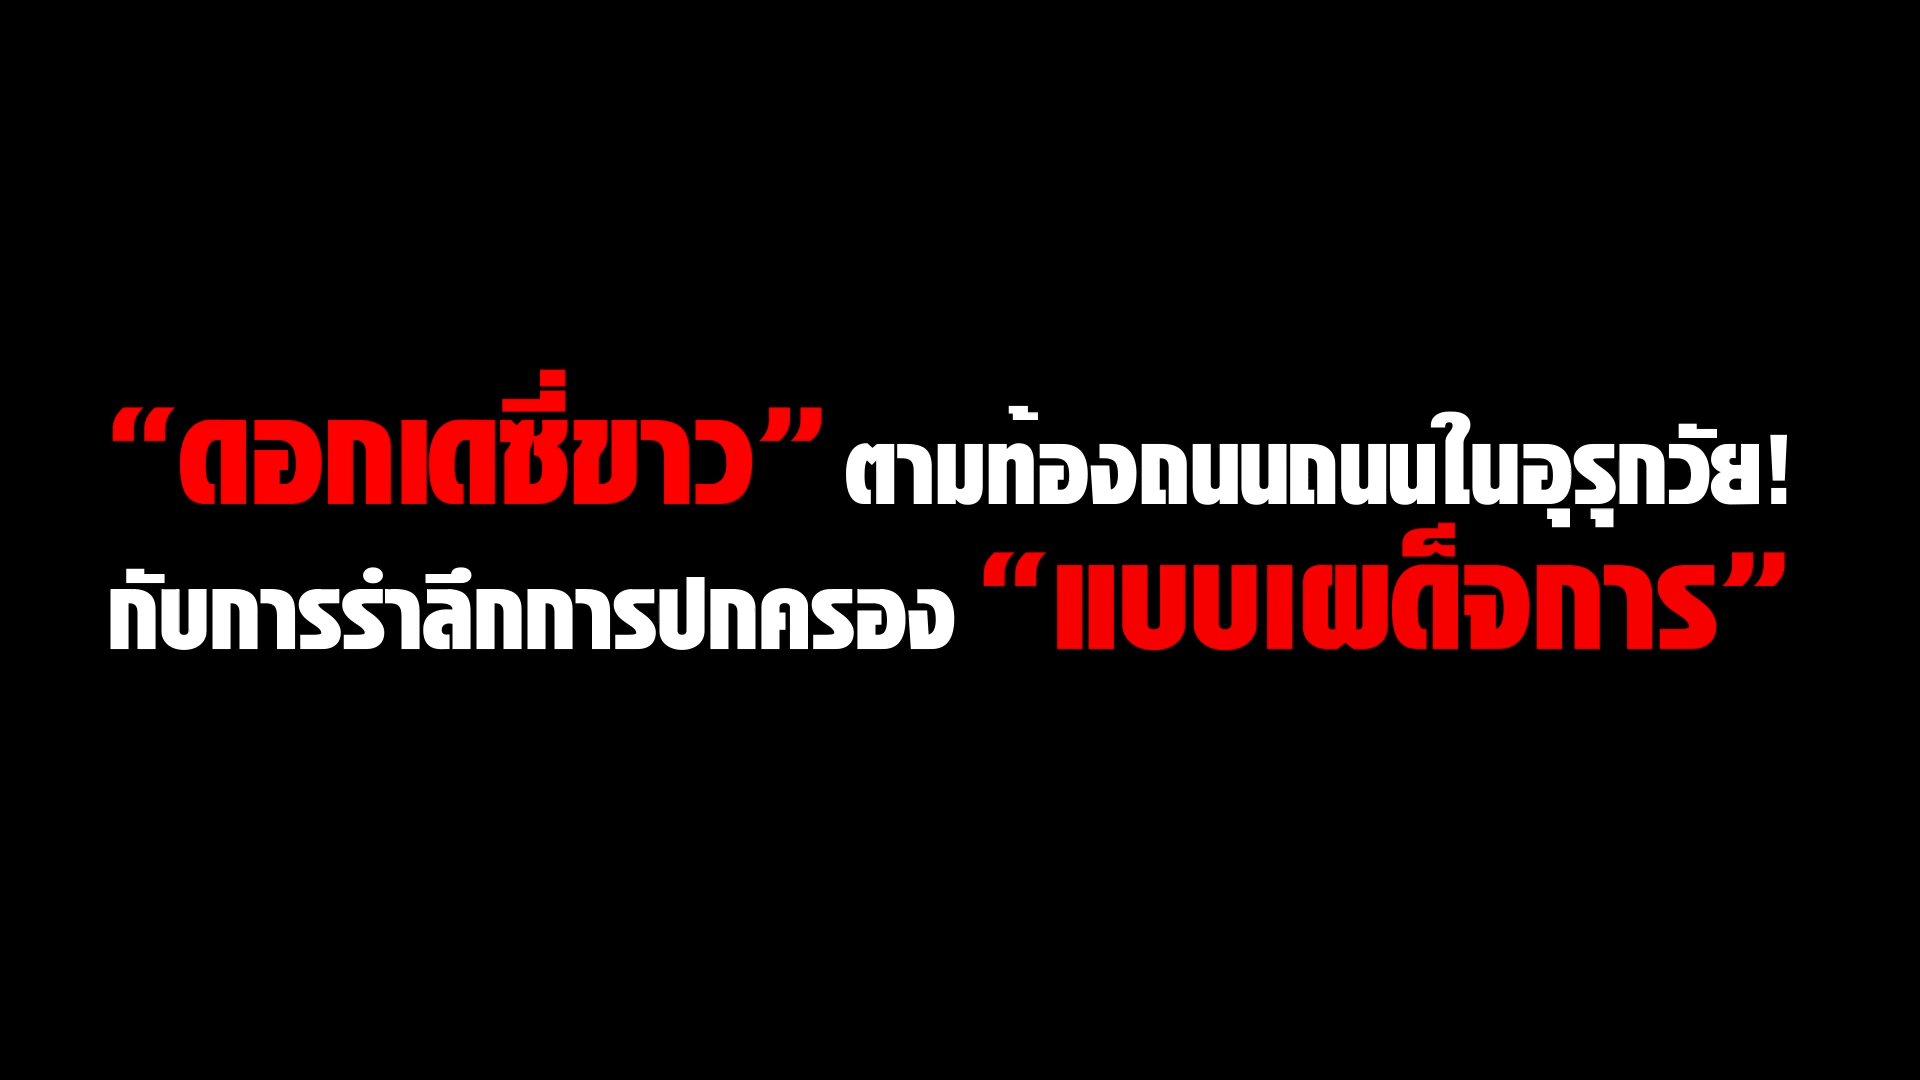 “ดอกเดซี่ขาว” ตามท้องถนนถนนในอุรุกวัย!
กับการรำลึกการปกครอง “แบบเผด็จการ”